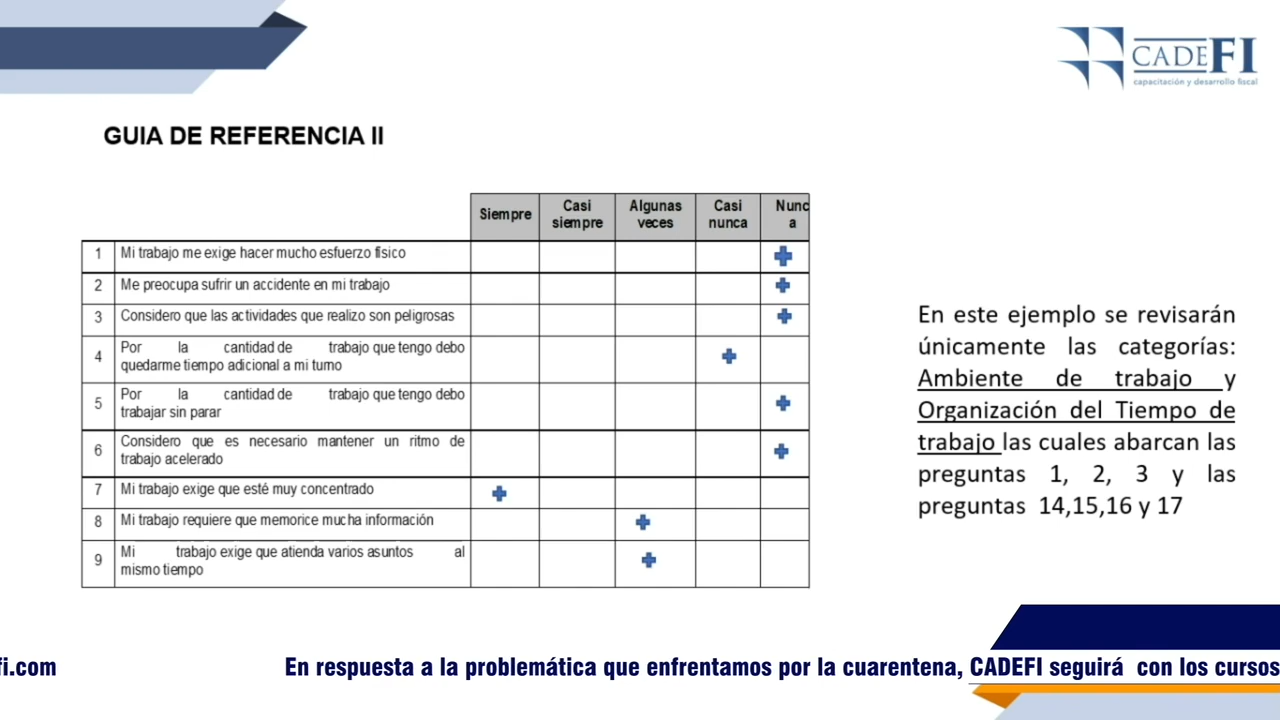 CADEFI
capacitación y desarrollo fiscal
GUIA DE REFERENCIA II
Siempre
Casi
siempre
Algunas
veces
Casi
nunca
Nunc
a
1 Mi trabajo me exige hacer mucho esfuerzo físico
2 Me preocupa sufrir un accidente en mi trabajo
3 Considero que las actividades que realizo son peligrosas
4 Por la cantidad de trabajo que tengo debo
quedarme tiempo adicional a mi turno
5 Por la cantidad de trabajo que tengo debo
trabajar sin parar
6 Considero que es necesario mantener un ritmo de
trabajo acelerado
7 Mi trabajo exige que esté muy concentrado
8 Mi trabajo requiere que memorice mucha información
9 Mi trabajo exige que atienda varios asuntos al
mismo tiempo
En este ejemplo se revisarán
únicamente las categorías:
Ambiente de trabajo y
Organización del Tiempo de
trabajo las cuales abarcan las
preguntas 1, 2, 3 y las
preguntas 14,15,16 y 17
fi.com En respuesta a la problemática que enfrentamos por la cuarentena, CADEFI seguirá con los cursos